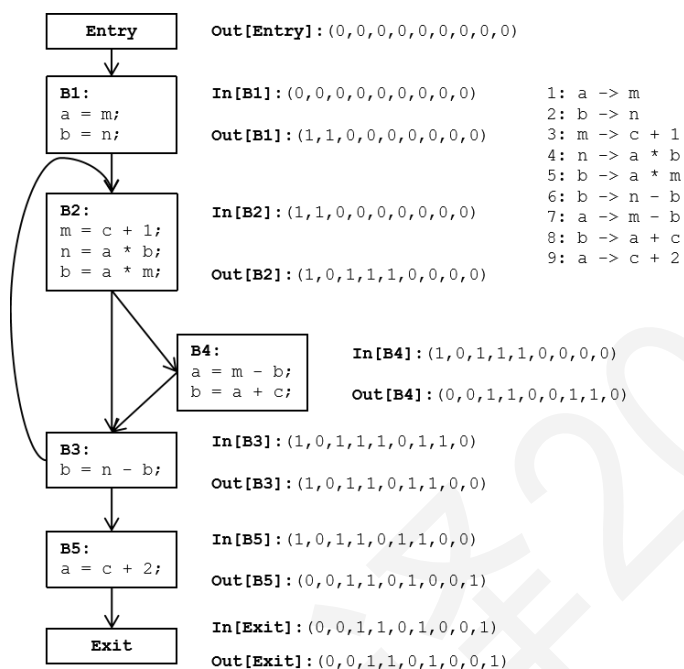 Entry
Out[Entry]:(0,0,0,0,0,0,0,0,0)
B1:
a = m;
b = n;
In[B1]:(0,0,0,0,0,0,0,0,0)
Out[B1]:(1,1,0,0,0,0,0,0,0)
1: a -> m
2: b -> n
3: m -> c + 1
4: n -> a * b
5: b -> a * m
6: b -> n - b
7: a -> m - b
8: b -> a + c
9: a -> c + 2
B2:
m = c + 1;
n = a * b;
b = a * m;
In[B2]:(1,1,0,0,0,0,0,0,0)
Out[B2]:(1,0,1,1,1,0,0,0,0)
B4:
a = m - b;
b = a + c;
In[B4]:(1,0,1,1,1,0,0,0,0)
Out[B4]:(0,0,1,1,0,0,1,1,0)
B3:
b = n - b;
In[B3]:(1,0,1,1,1,0,1,1,0)
Out[B3]:(1,0,1,1,0,1,1,0,0)
B5:
a = c + 2;
In[B5]:(1,0,1,1,0,1,1,0,0)
Out[B5]:(0,0,1,1,0,1,0,0,1)
Exit
In[Exit]:(0,0,1,1,0,1,0,0,1)
Out[Exit]:(0,0,1,1,0,1,0,0,1)